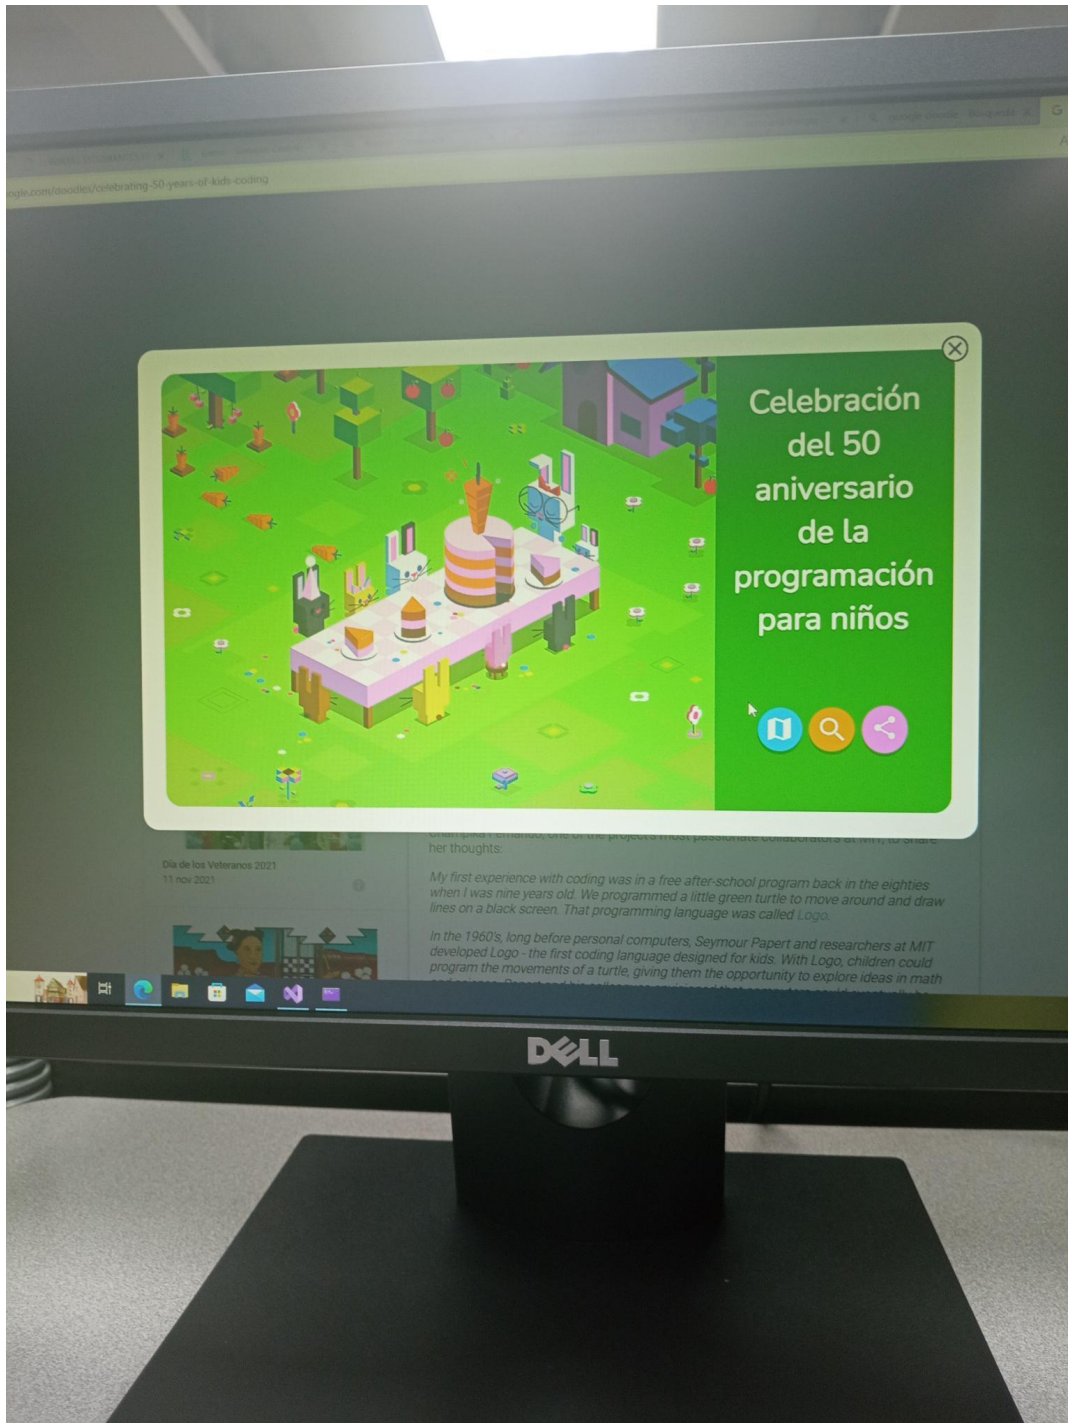 google doodle - Búsqueda
ogle.com/doodles/celebrating-50-years-of-kids-coding
Celebración
del 50
aniversario
de la
programación
para niños
her thoughts:
Día de los Veteranos 2021
11 nov 2021
My first experience with coding was in a free after-school program back in the eighties
when I was nine years old. We programmed a little green turtle to move around and draw
lines on a black screen. That programming language was called Logo.
In the 1960's, long before personal computers, Seymour Papert and researchers at MIT
developed Logo - the first coding language designed for kids. With Logo, children could
program the movements of a turtle, giving them the opportunity to explore ideas in math
DELL